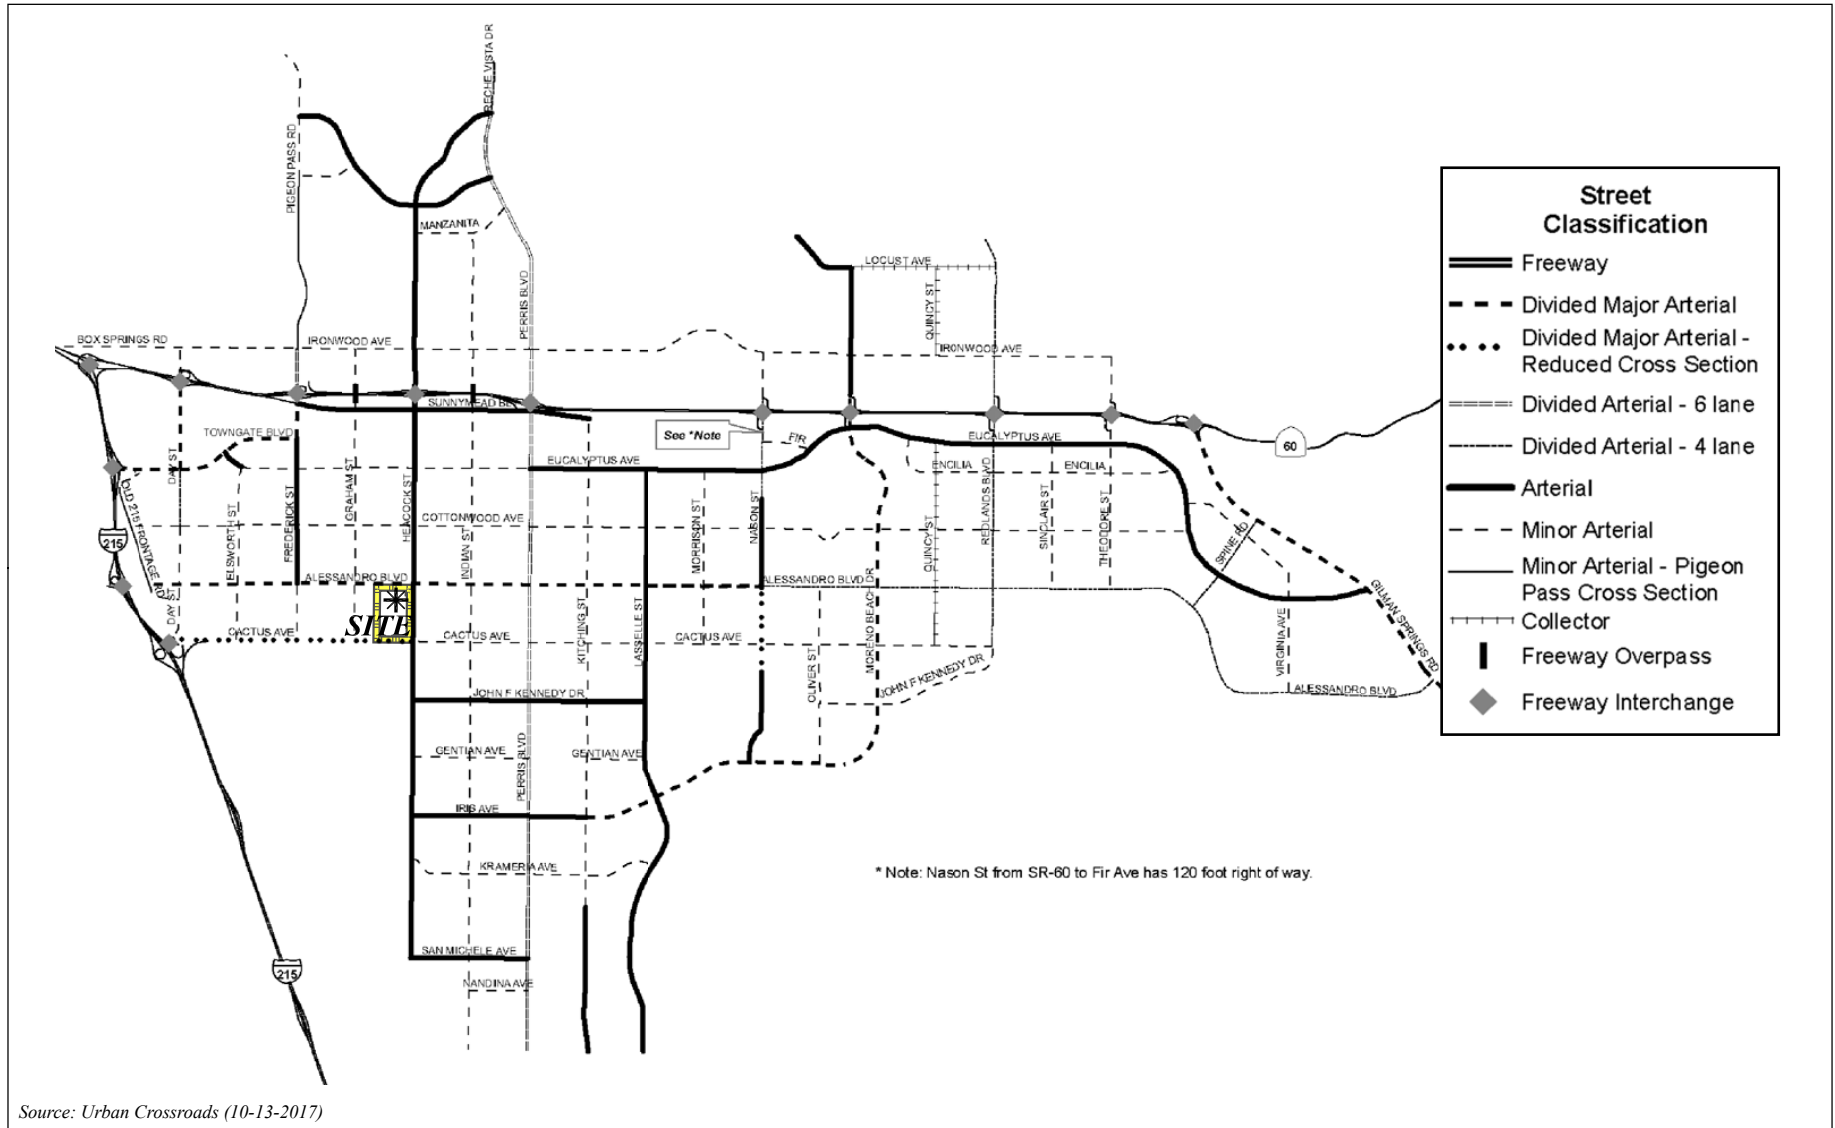 RECHE VISTA DR
PIGEON PASS RD
MANZANITA
PERRIS BLVD
LOCUST AVE
QUINCY ST
BOX SPRINGS RD
IRONWOOD AVE
IRONWOOD AVE
SUNNYMEAD BL
TOWNGATE BLVD
DAY ST
See *Note
FIR
EUCALYPTUS AVE
60
EUCALYPTUS AVE
ENCILIA
ENCILIA
OLD 215 FRONTAGE RD
215
ELSWORTH ST
FREDERICK ST
GRAHAM ST
HEACOCK ST
COTTONWOOD AVE
INDIAN ST
MORRISON ST
NASON ST
QUINCY ST
REDLANDS BLVD
SINCLAIR ST
THEODORE ST
SPINE RD
ALESSANDRO BLVD
ALESSANDRO BLVD
DAY ST
SITE
CACTUS AVE
CACTUS AVE
KITCHING ST
LASSELLE ST
CACTUS AVE
OLIVER ST
MORENO BEACH DR
JOHN F KENNEDY DR
VIRGINIA AVE
GILMAN SPRINGS RD
ALESSANDRO BLVD
JOHN F KENNEDY DR
GENTIAN AVE
PERRIS BLVD
GENTIAN AVE
IRIS AVE
KRAMERIA AVE
SAN MICHELE AVE
NANDINA AVE
215
* Note: Nason St from SR-60 to Fir Ave has 120 foot right of way.
Street
Classification
Freeway
Divided Major Arterial
Divided Major Arterial -
Reduced Cross Section
Divided Arterial - 6 lane
Divided Arterial - 4 lane
Arterial
Minor Arterial
Minor Arterial - Pigeon
Pass Cross Section
Collector
Freeway Overpass
Freeway Interchange
Source: Urban Crossroads (10-13-2017)